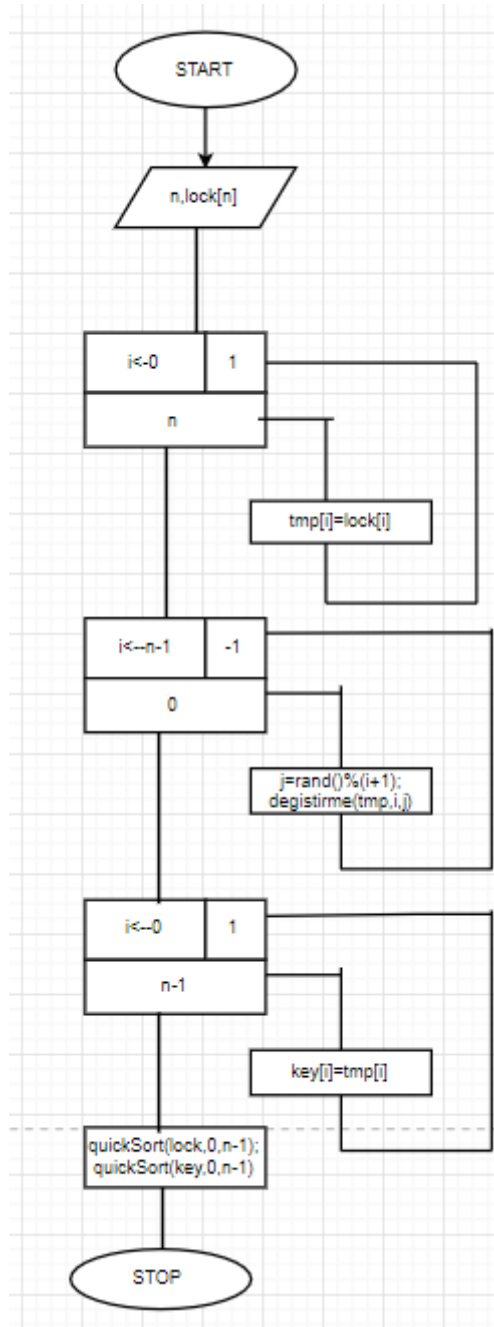 START
n,lock[n]
i<-0
1
n
tmp[i]=lock[i]
i<--n-1
-1
0
j=rand()%(i+1);
degistirme(tmp,i,j)
i<--0
1
n-1
key[i]=tmp[i]
quickSort(lock,0,n-1);
quickSort(key,0,n-1)
STOP